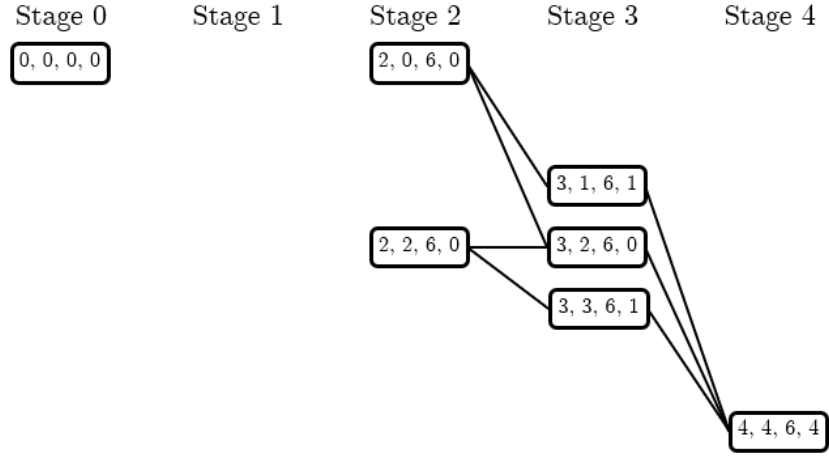 Stage 0 Stage 1 Stage 2 Stage 3 Stage 4
0, 0, 0, 0 2, 0, 6, 0
3, 1, 6, 1
2, 2, 6, 0 3, 2, 6, 0
3, 3, 6, 1
4, 4, 6, 4